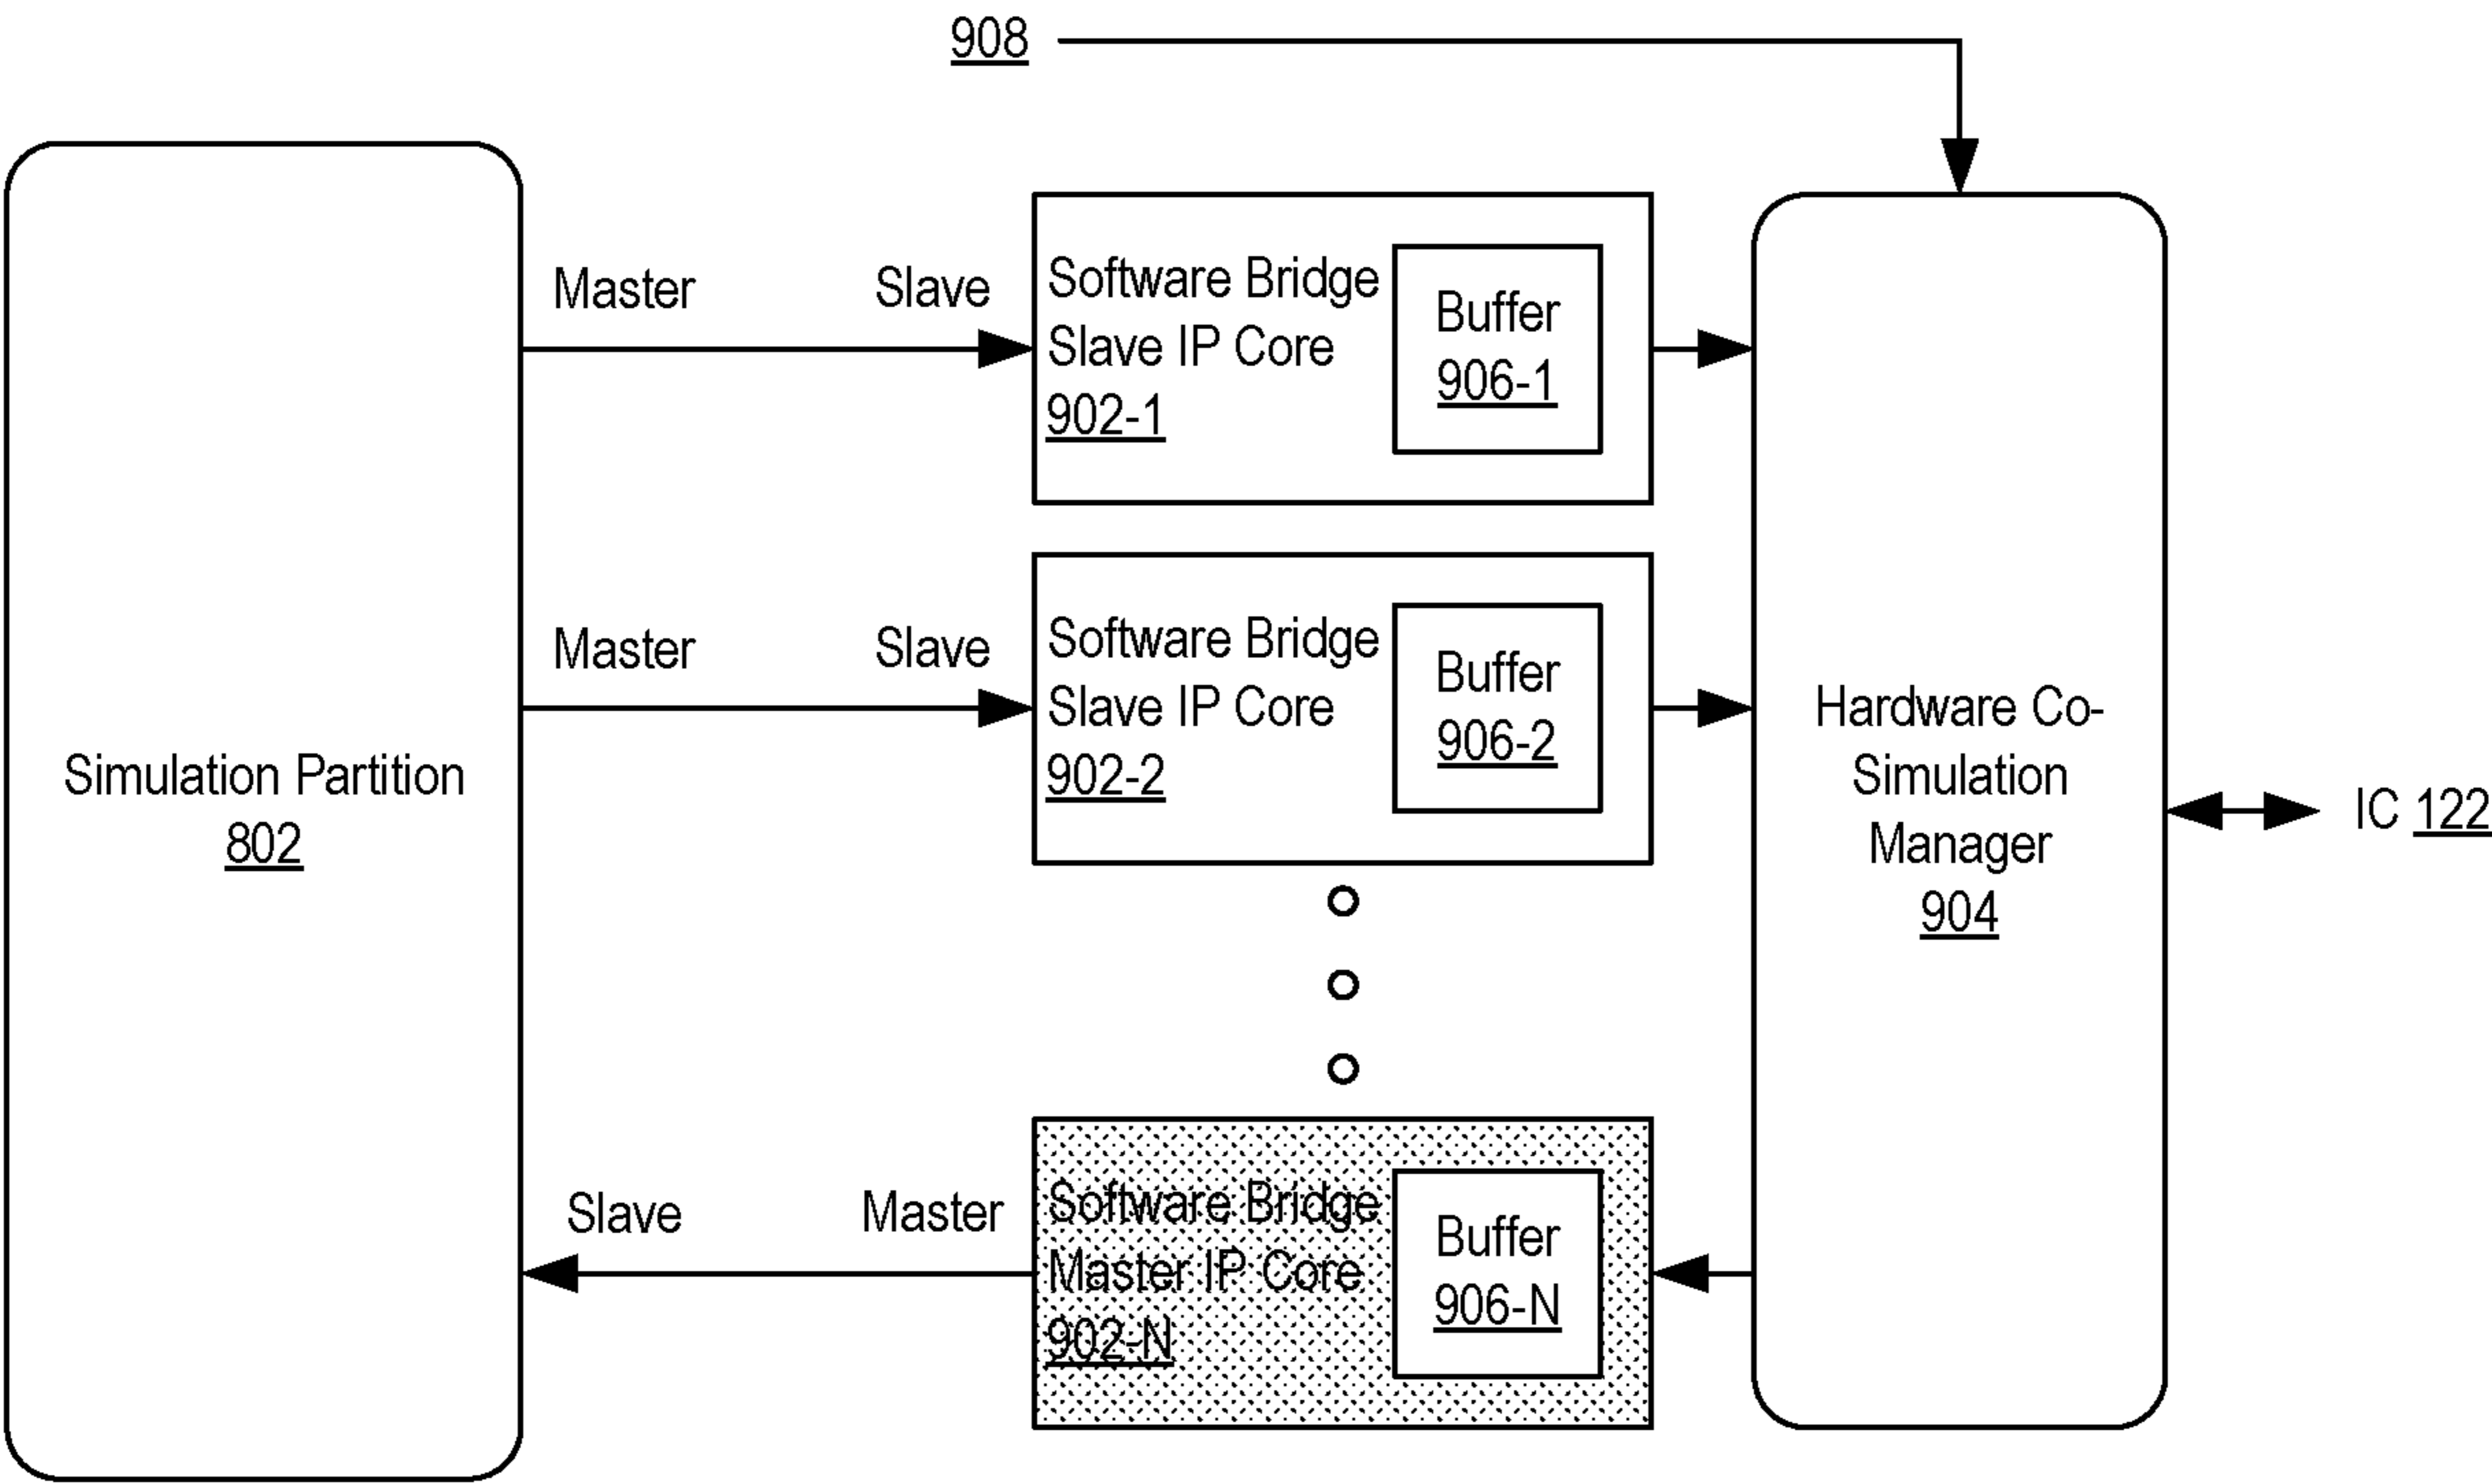 908
Master
Slave
Software Bridge
Slave IP Core
902-1
Buffer
906-1
Master
Slave
Software Bridge
Slave IP Core
902-2
Buffer
906-2
Simulation Partition
802
Hardware Co-
Simulation
Manager
904
IC 122
Slave
Master
Software Bridge
Master IP Core
902-N
Buffer
906-N